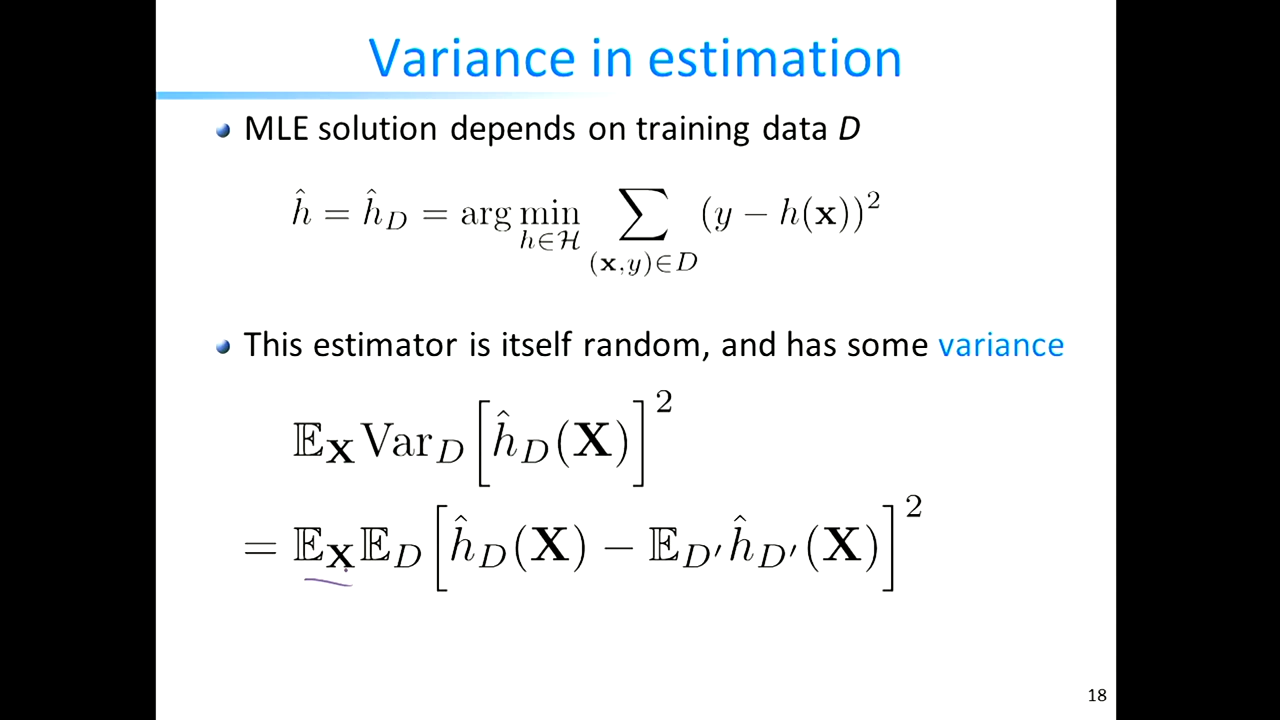 Variance in estimation
MLE solution depends on training data D
ĥ = ĥ_D = arg min_{h∈ℋ} ∑_{(𝐱,y)∈D} (y − h(𝐱))²
This estimator is itself random, and has some variance
𝔼_𝐗 Var_D [ĥ_D(𝐗)]²
= 𝔼_𝐗 𝔼_D [ĥ_D(𝐗) − 𝔼_{D′} ĥ_{D′}(𝐗)]²
18